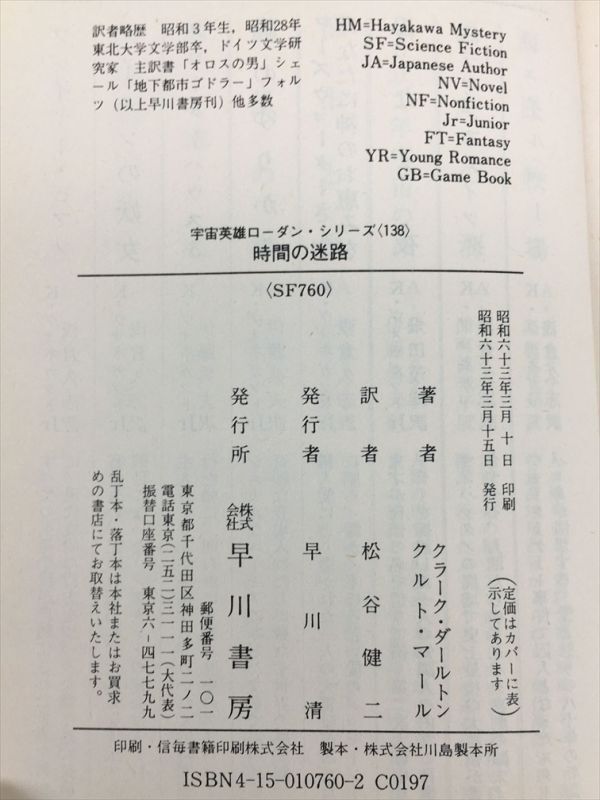 訳者略歴　昭和3年生,昭和28年
東北大学文学部卒,ドイツ文学研
究家　主訳書「オロスの男」シェ
ール「地下都市ゴドラー」フォル
ツ（以上早川書房刊）他多数
HM=Hayakawa Mystery
SF=Science Fiction
JA=Japanese Author
NV=Novel
NF=Nonfiction
Jr=Junior
FT=Fantasy
YR=Young Romance
GB=Game Book
宇宙英雄ローダン・シリーズ〈138〉
時間の迷路
〈SF760〉
昭和六十三年三月　十日　印刷
昭和六十三年三月十五日　発行
（定価はカバーに表
示してあります）
著者　クラーク・ダールトン
クルト・マール
訳者　松谷健二
発行者　早川　清
発行所　株式会社　早川書房
郵便番号　一〇一
東京都千代田区神田多町二ノ二
電話東京（二五二）三一一一（大代表）
振替口座番号　東京六－四七七九九
乱丁本・落丁本は本社またはお買求
めの書店にてお取替えいたします。
印刷・信毎書籍印刷株式会社　製本・株式会社川島製本所
ISBN4-15-010760-2 C0197